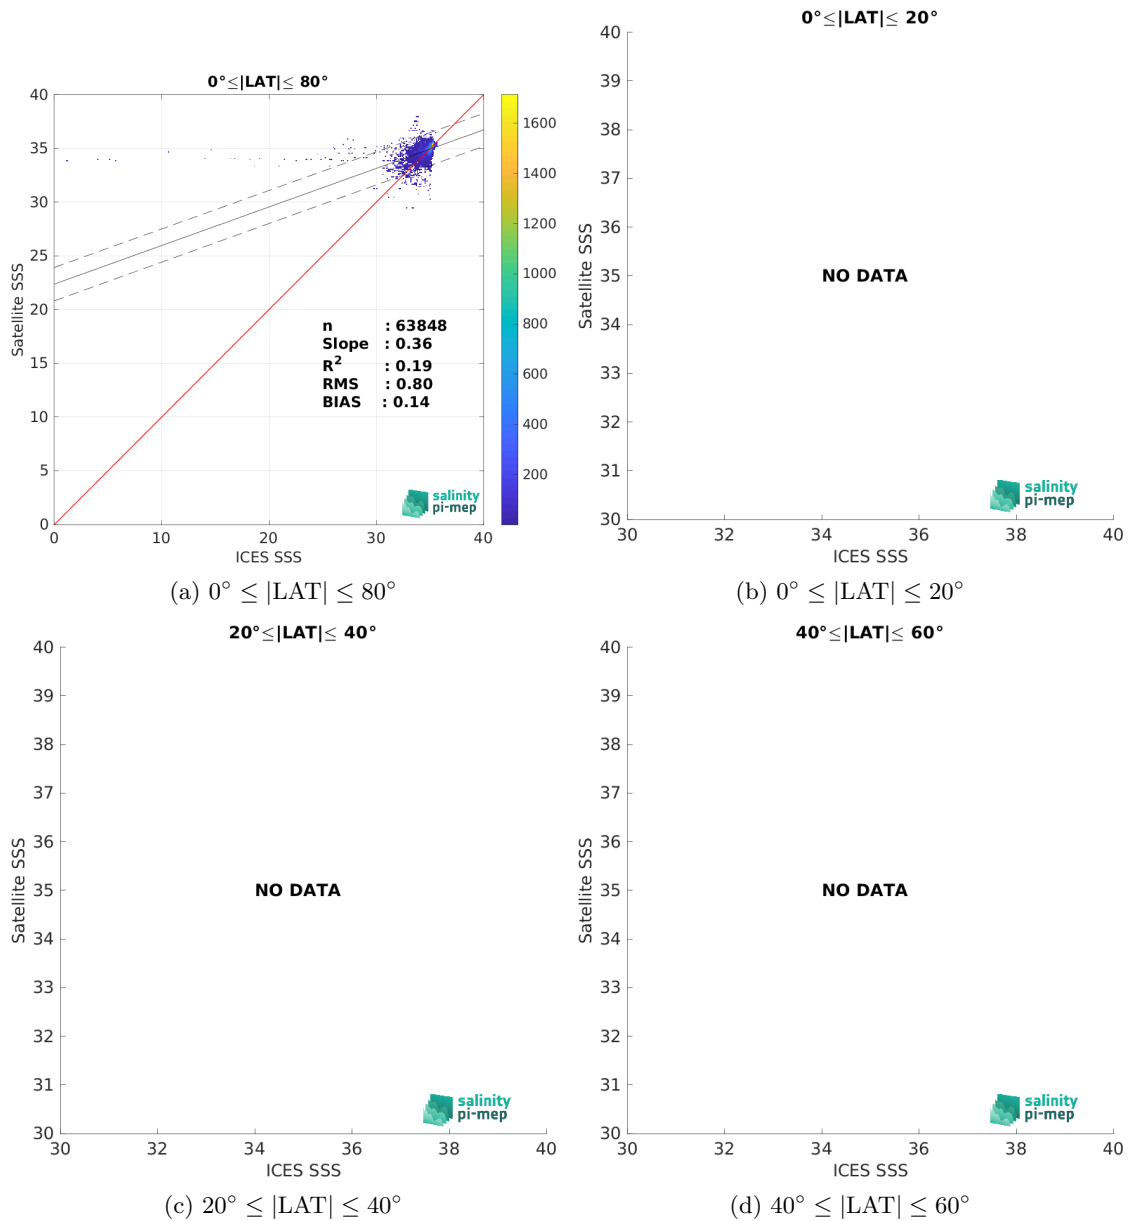 0°≤|LAT|≤ 80°
40
35
30
25
20
15
10
5
0
Satellite SSS
0
10
20
30
40
ICES SSS
1600
1400
1200
1000
800
600
400
200
n : 63848
Slope : 0.36
R² : 0.19
RMS : 0.80
BIAS : 0.14
salinity
pi-mep
(a) 0° ≤ |LAT| ≤ 80°
0°≤|LAT|≤ 20°
40
39
38
37
36
35
34
33
32
31
30
Satellite SSS
NO DATA
salinity
pi-mep
30
32
34
36
38
40
ICES SSS
(b) 0° ≤ |LAT| ≤ 20°
20°≤|LAT|≤ 40°
40
39
38
37
36
35
34
33
32
31
30
Satellite SSS
NO DATA
salinity
pi-mep
30
32
34
36
38
40
ICES SSS
(c) 20° ≤ |LAT| ≤ 40°
40°≤|LAT|≤ 60°
40
39
38
37
36
35
34
33
32
31
30
Satellite SSS
NO DATA
salinity
pi-mep
30
32
34
36
38
40
ICES SSS
(d) 40° ≤ |LAT| ≤ 60°